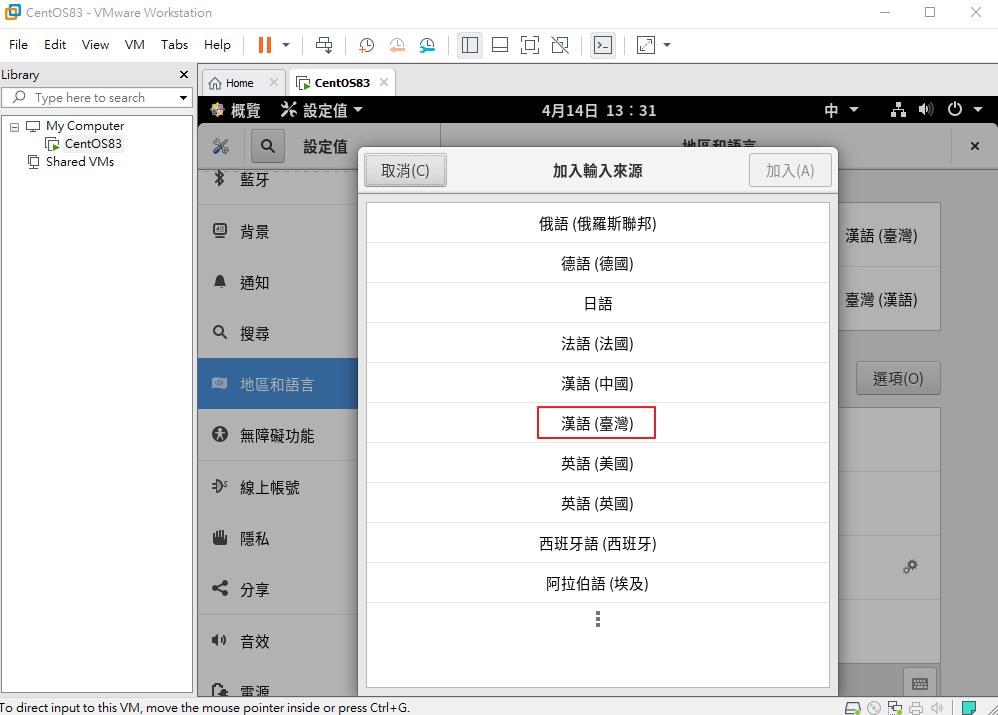 CentOS83 - VMware Workstation
File Edit View VM Tabs Help
Library
Type here to search
My Computer
CentOS83
Shared VMs
Home
CentOS83
概覽 設定值 4月14日 13：31 中
設定值
地區和語言
藍牙
背景
通知
搜尋
地區和語言
無障礙功能
線上帳號
隱私
分享
音效
電源
取消(C) 加入輸入來源 加入(A)
俄語 (俄羅斯聯邦)
德語 (德國)
日語
法語 (法國)
漢語 (中國)
漢語 (臺灣)
英語 (美國)
英語 (英國)
西班牙語 (西班牙)
阿拉伯語 (埃及)
漢語 (臺灣)
臺灣 (漢語)
選項(O)
To direct input to this VM, move the mouse pointer inside or press Ctrl+G.